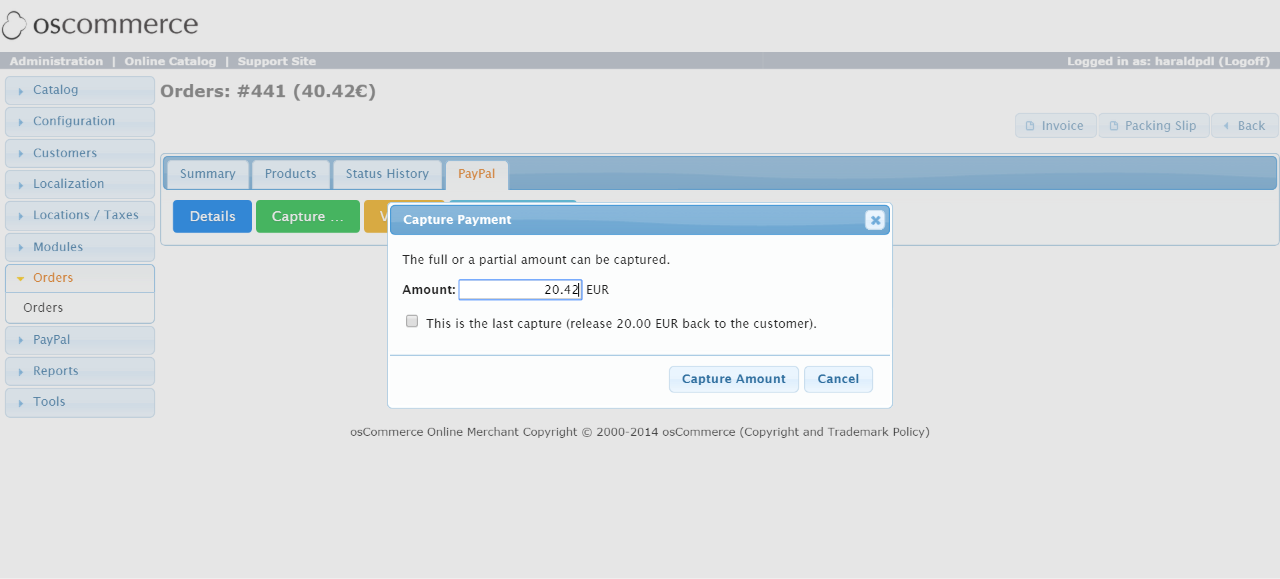 oscommerce
Administration | Online Catalog | Support Site
Logged in as: haraldpdl (Logoff)
Catalog
Configuration
Customers
Localization
Locations / Taxes
Modules
Orders
Orders
PayPal
Reports
Tools
Orders: #441 (40.42€)
Invoice
Packing Slip
Back
Summary
Products
Status History
PayPal
Details
Capture ...
Capture Payment
The full or a partial amount can be captured.
Amount: 20.42 EUR
This is the last capture (release 20.00 EUR back to the customer).
Capture Amount
Cancel
osCommerce Online Merchant Copyright © 2000-2014 osCommerce (Copyright and Trademark Policy)